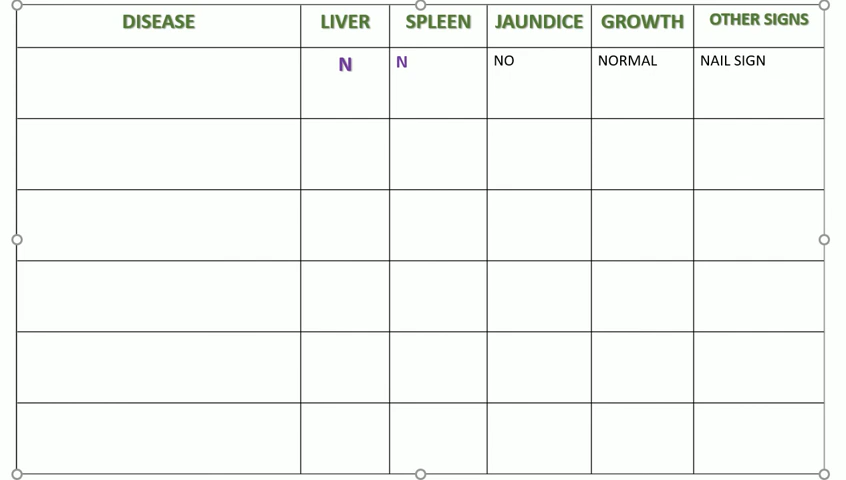 DISEASE LIVER SPLEEN JAUNDICE GROWTH OTHER SIGNS
N N NO NORMAL NAIL SIGN